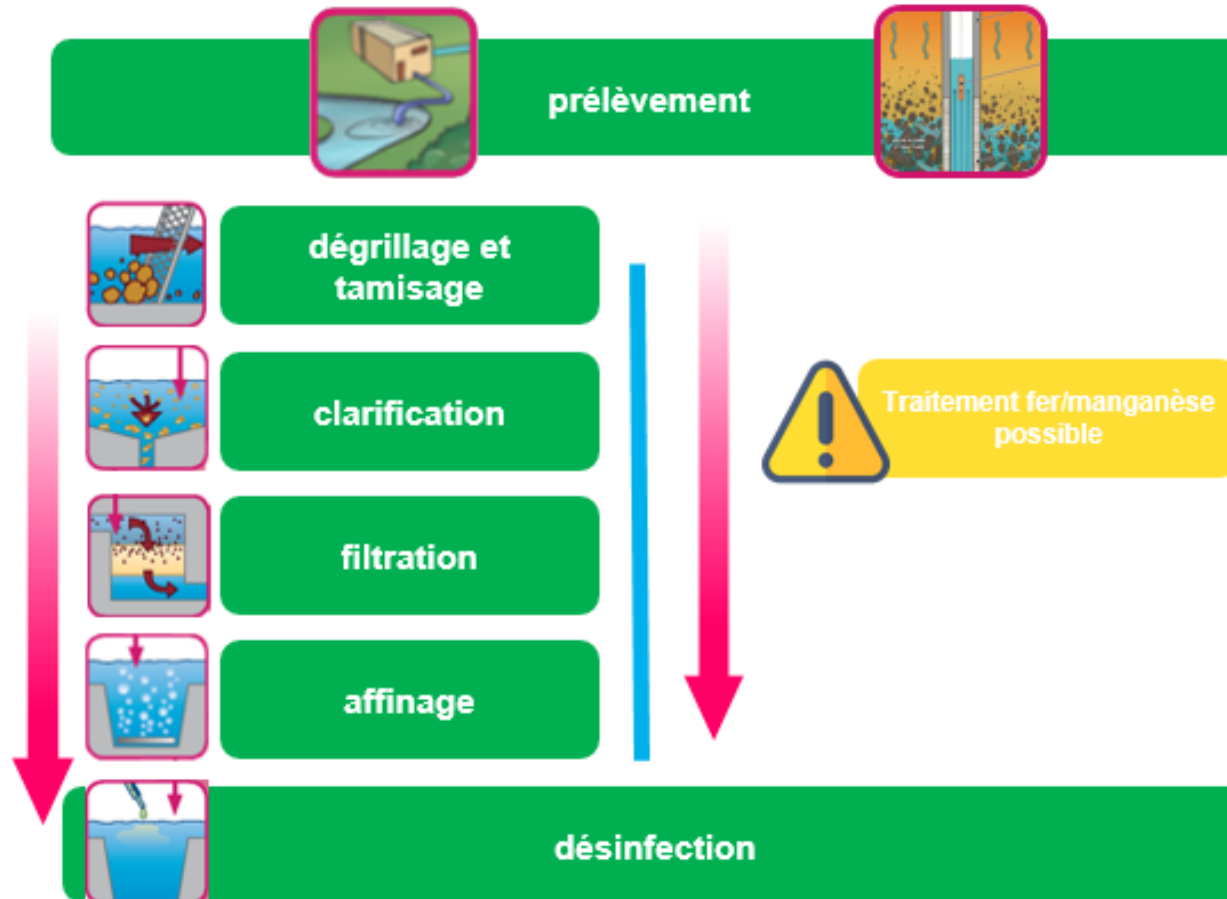 prélèvement
dégrillage et
tamisage
clarification
Traitement fer/manganèse
possible
filtration
affinage
désinfection